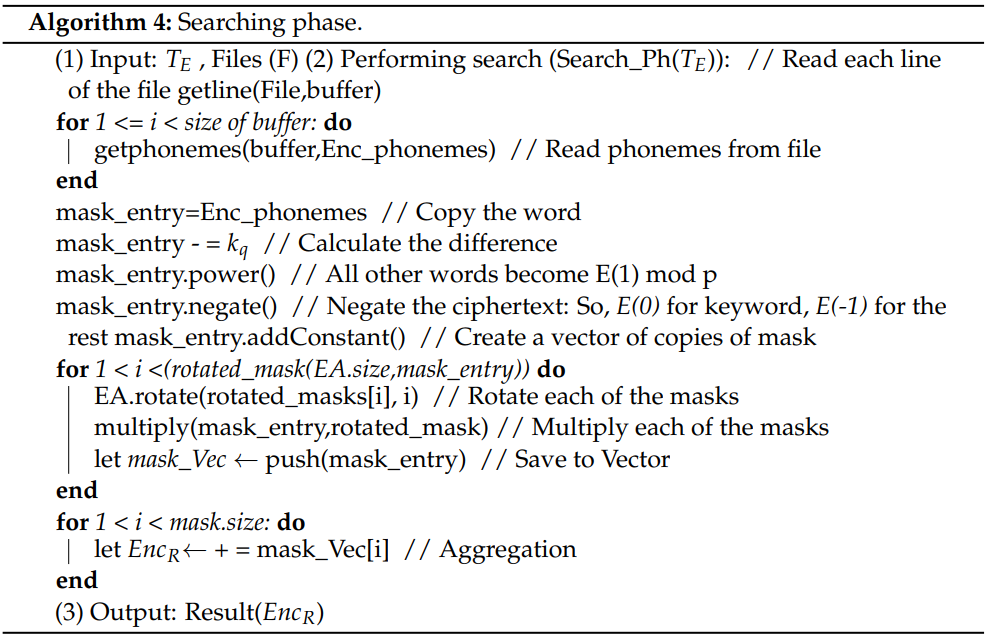 Algorithm 4: Searching phase.
(1) Input: T_E , Files (F) (2) Performing search (Search_Ph(T_E)): // Read each line
of the file getline(File,buffer)
for 1 <= i < size of buffer: do
getphonemes(buffer,Enc_phonemes) // Read phonemes from file
end
mask_entry=Enc_phonemes // Copy the word
mask_entry - = k_q // Calculate the difference
mask_entry.power() // All other words become E(1) mod p
mask_entry.negate() // Negate the ciphertext: So, E(0) for keyword, E(-1) for the
rest mask_entry.addConstant() // Create a vector of copies of mask
for 1 < i <(rotated_mask(EA.size,mask_entry)) do
EA.rotate(rotated_masks[i], i) // Rotate each of the masks
multiply(mask_entry,rotated_mask) // Multiply each of the masks
let mask_Vec ← push(mask_entry) // Save to Vector
end
for 1 < i < mask.size: do
let Enc_R← + = mask_Vec[i] // Aggregation
end
(3) Output: Result(Enc_R)